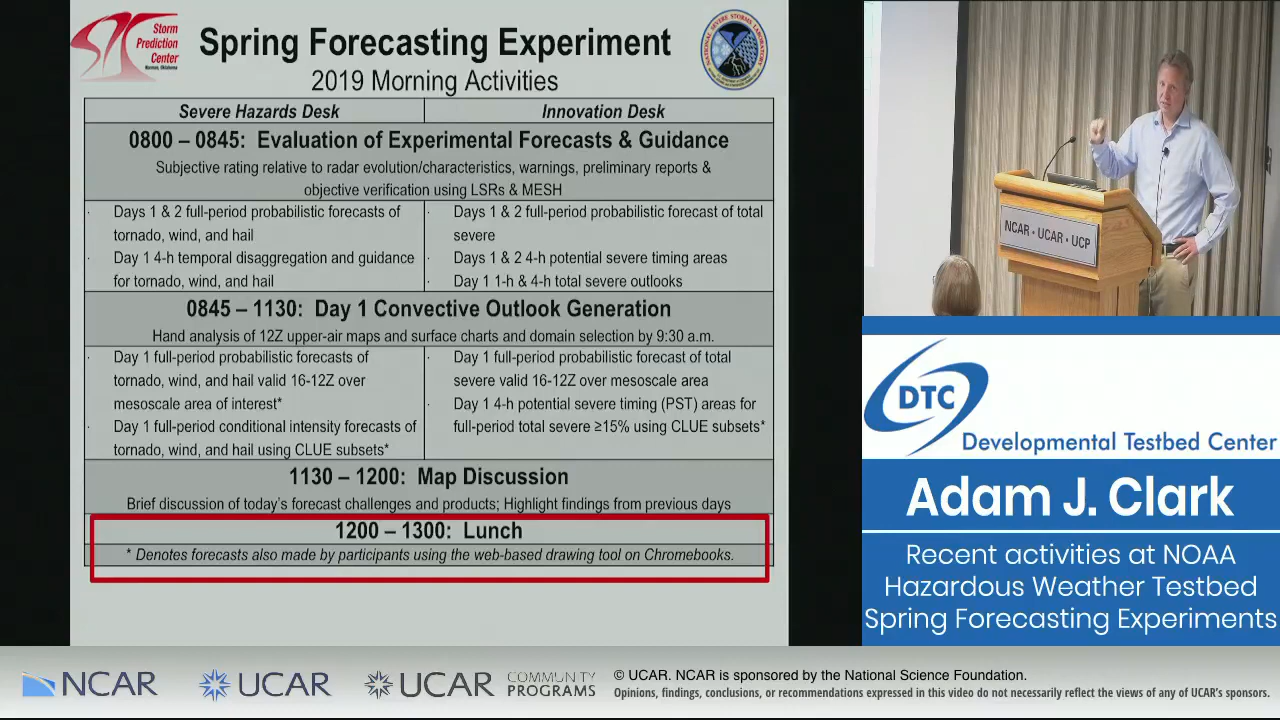 Storm
Prediction
Center
Norman, Oklahoma
Spring Forecasting Experiment
2019 Morning Activities
Severe Hazards Desk
Innovation Desk
0800 – 0845: Evaluation of Experimental Forecasts & Guidance
Subjective rating relative to radar evolution/characteristics, warnings, preliminary reports &
objective verification using LSRs & MESH
· Days 1 & 2 full-period probabilistic forecasts of
tornado, wind, and hail
· Day 1 4-h temporal disaggregation and guidance
for tornado, wind, and hail
· Days 1 & 2 full-period probabilistic forecast of total
severe
· Days 1 & 2 4-h potential severe timing areas
· Day 1 1-h & 4-h total severe outlooks
0845 – 1130: Day 1 Convective Outlook Generation
Hand analysis of 12Z upper-air maps and surface charts and domain selection by 9:30 a.m.
· Day 1 full-period probabilistic forecasts of
tornado, wind, and hail valid 16-12Z over
mesoscale area of interest*
· Day 1 full-period conditional intensity forecasts of
tornado, wind, and hail using CLUE subsets*
· Day 1 full-period probabilistic forecast of total
severe valid 16-12Z over mesoscale area
· Day 1 4-h potential severe timing (PST) areas for
full-period total severe ≥15% using CLUE subsets*
1130 – 1200: Map Discussion
Brief discussion of today's forecast challenges and products; Highlight findings from previous days
1200 – 1300: Lunch
* Denotes forecasts also made by participants using the web-based drawing tool on Chromebooks.
NCAR • UCAR • UCP
DTC
Developmental Testbed Center
Adam J. Clark
Recent activities at NOAA
Hazardous Weather Testbed
Spring Forecasting Experiments
NCAR
UCAR
UCAR
COMMUNITY
PROGRAMS
© UCAR. NCAR is sponsored by the National Science Foundation.
Opinions, findings, conclusions, or recommendations expressed in this video do not necessarily reflect the views of any of UCAR's sponsors.